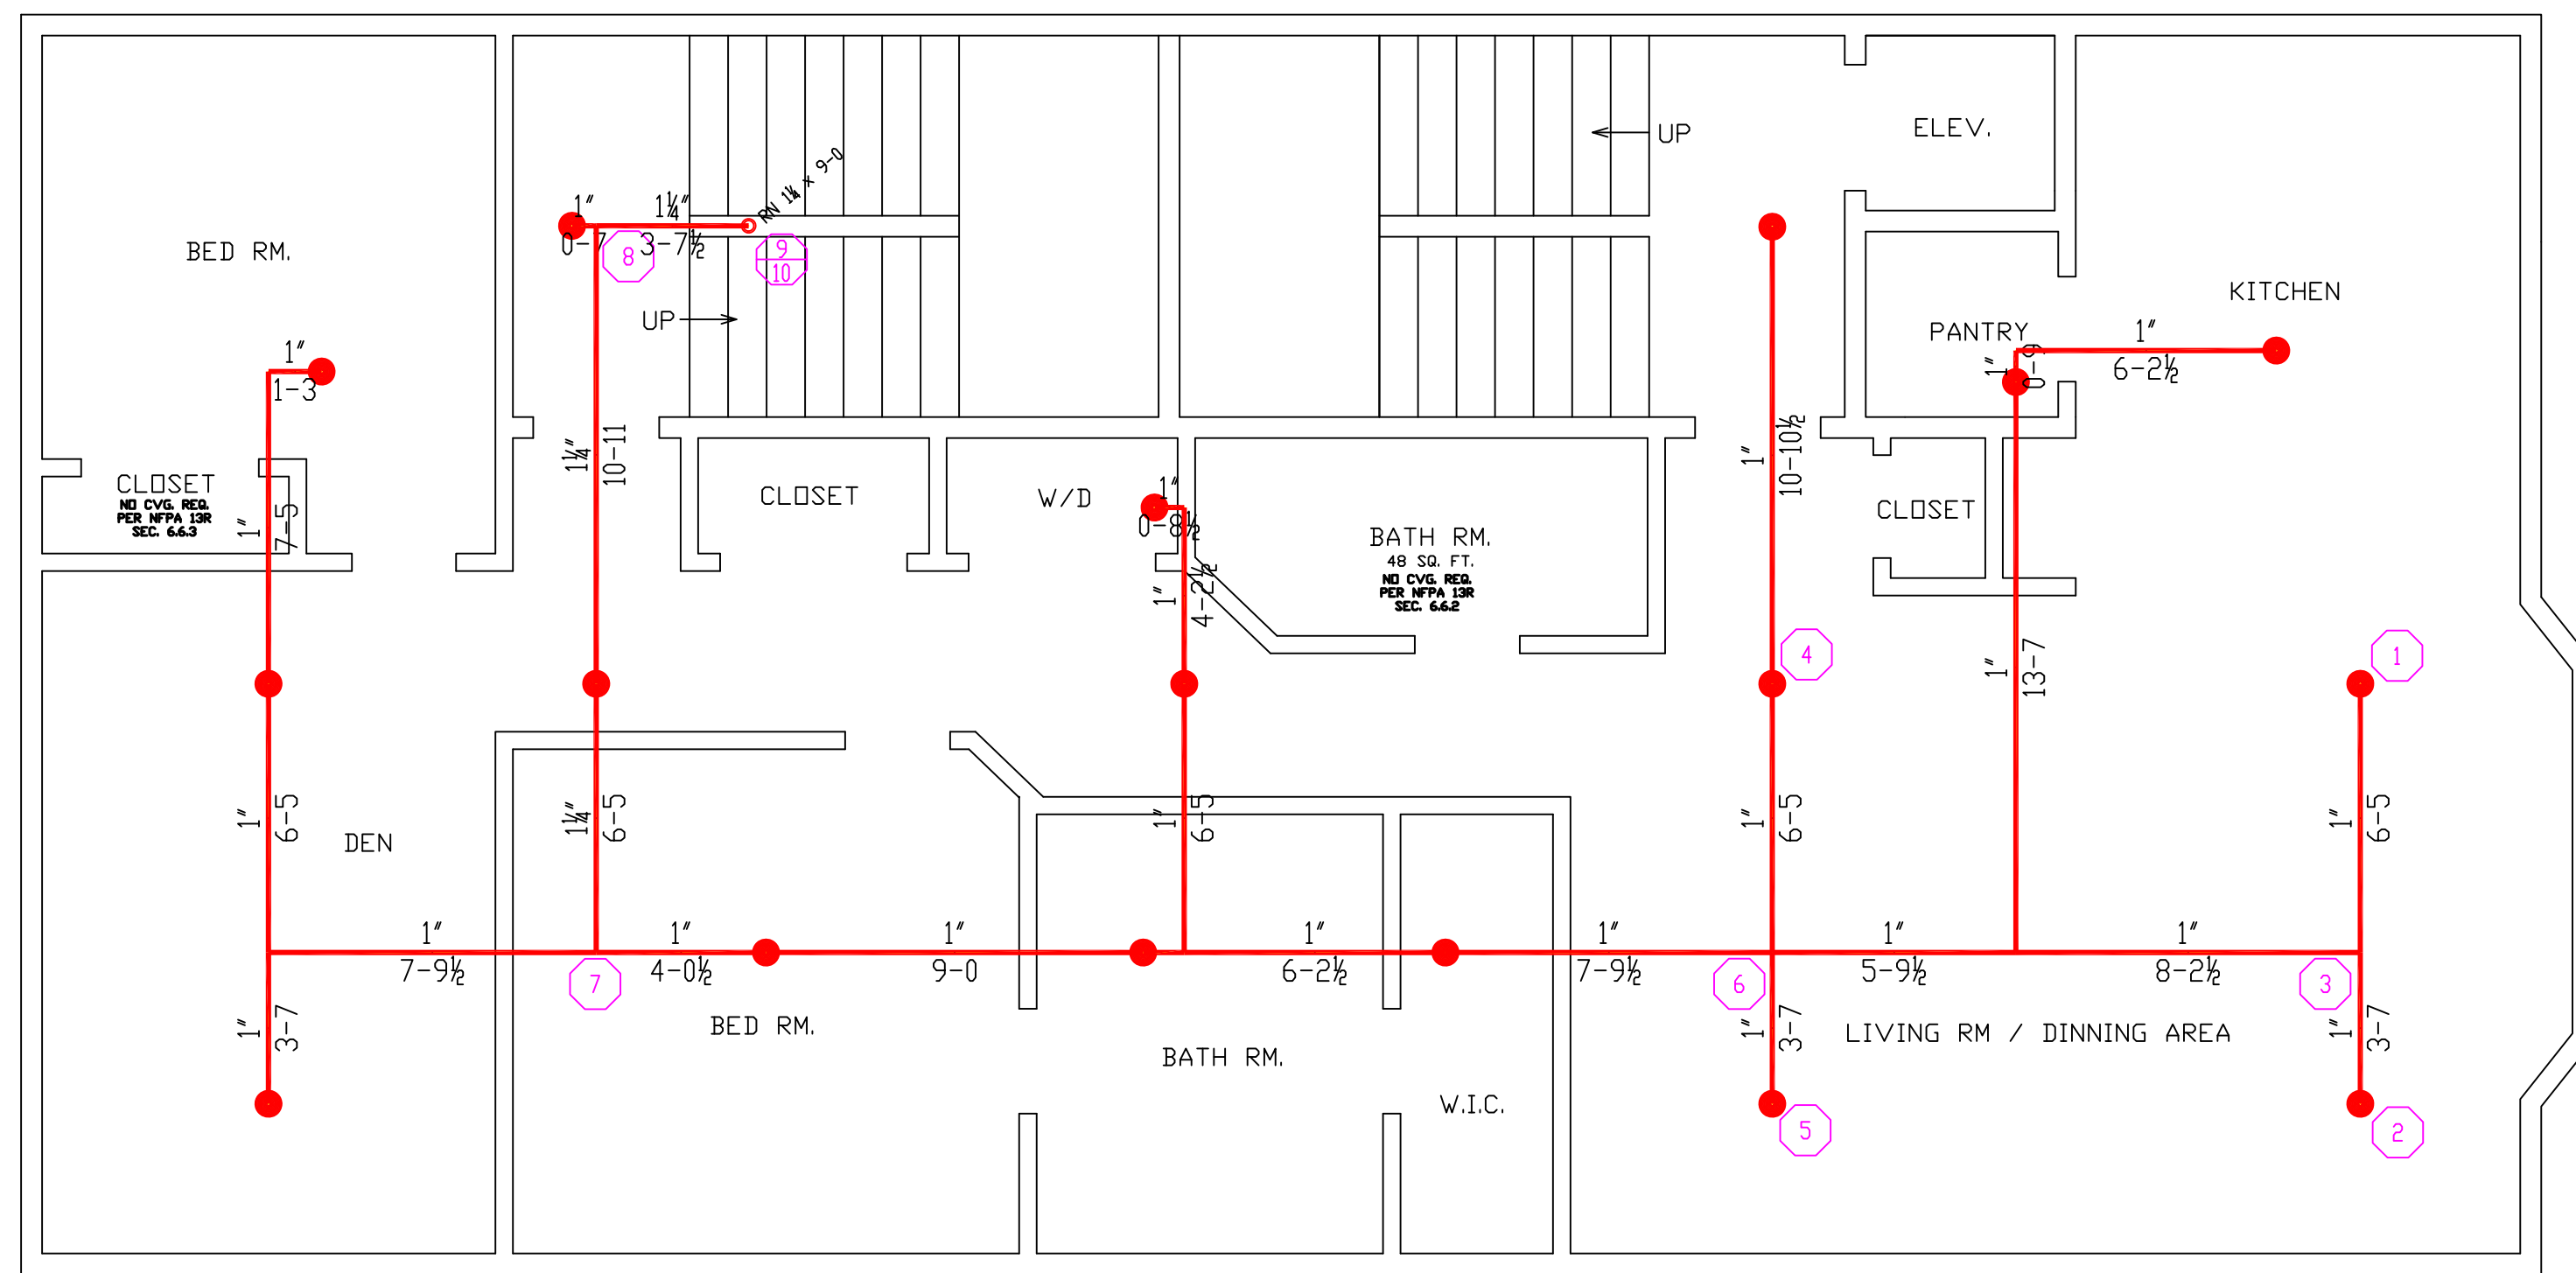 ELEV.
UP
RN 1¼ x 9-0
1"
1¼"
0-7
3-7½
8
9
10
BED RM.
KITCHEN
UP
PANTRY
1"
0-9
1"
6-2½
1"
1-3
1¼"
10-11
1"
10-10½
CLOSET
NO CVG. REQ.
PER NFPA 13R
SEC. 6.6.3
1"
7-5
CLOSET
W/D
1"
0-8½
CLOSET
BATH RM.
48 SQ. FT.
NO CVG. REQ.
PER NFPA 13R
SEC. 6.6.2
1"
4-2½
4
1"
13-7
1
DEN
1"
6-5
1¼"
6-5
1"
6-5
1"
6-5
1"
6-5
1"
7-9½
1"
4-0½
1"
9-0
1"
6-2½
1"
7-9½
1"
5-9½
1"
8-2½
7
6
3
1"
3-7
BED RM.
BATH RM.
1"
3-7
LIVING RM / DINNING AREA
1"
3-7
W.I.C.
5
2